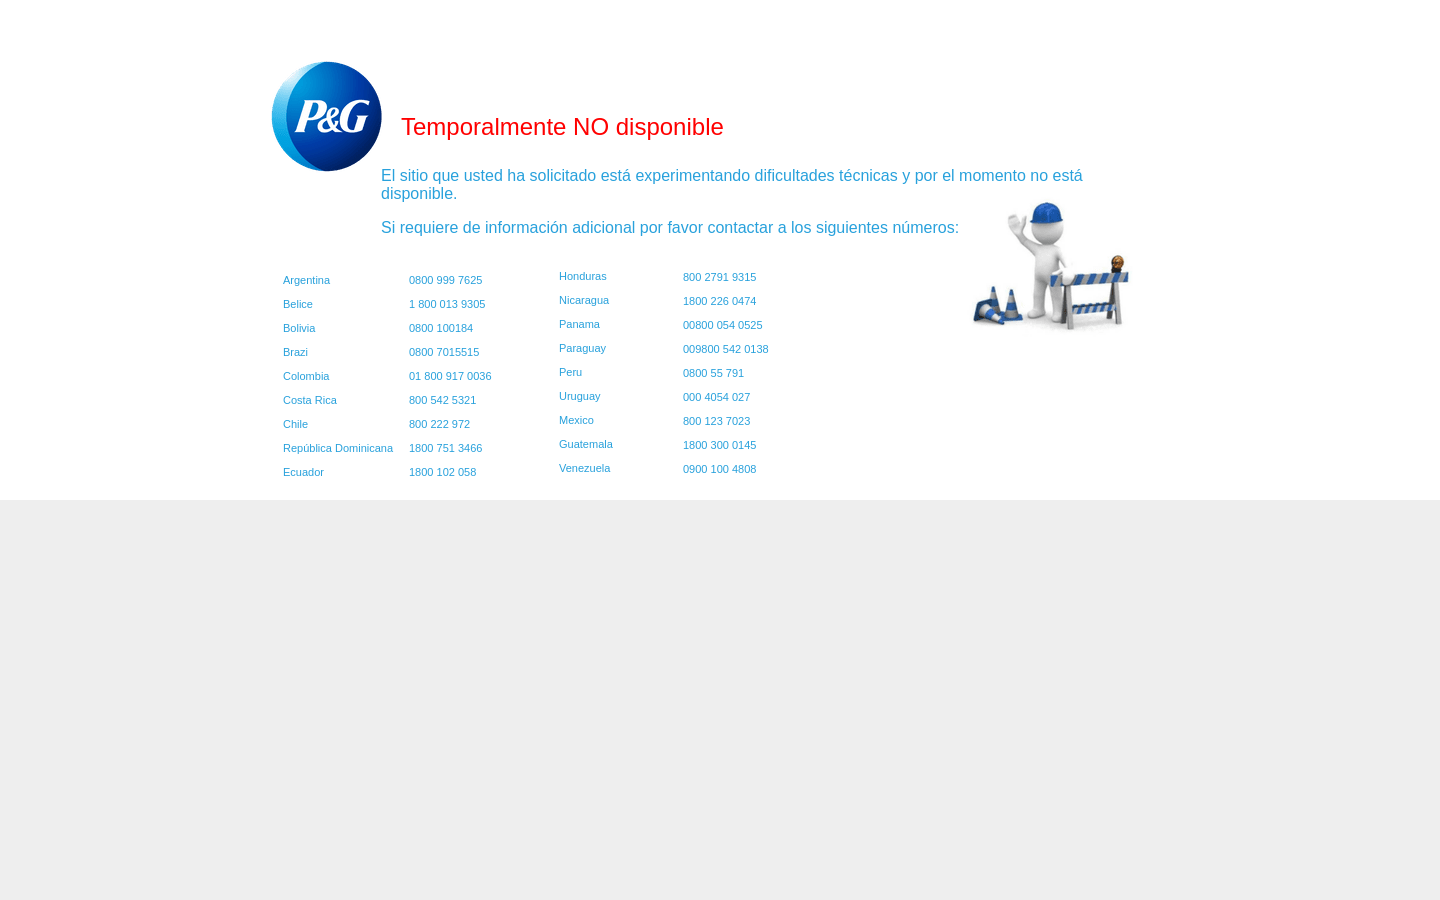 P&G
Temporalmente NO disponible
El sitio que usted ha solicitado está experimentando dificultades técnicas y por el momento no está
disponible.
Si requiere de información adicional por favor contactar a los siguientes números:
Argentina 0800 999 7625
Belice 1 800 013 9305
Bolivia 0800 100184
Brazi 0800 7015515
Colombia 01 800 917 0036
Costa Rica 800 542 5321
Chile 800 222 972
República Dominicana 1800 751 3466
Ecuador 1800 102 058
Honduras 800 2791 9315
Nicaragua 1800 226 0474
Panama 00800 054 0525
Paraguay 009800 542 0138
Peru 0800 55 791
Uruguay 000 4054 027
Mexico 800 123 7023
Guatemala 1800 300 0145
Venezuela 0900 100 4808